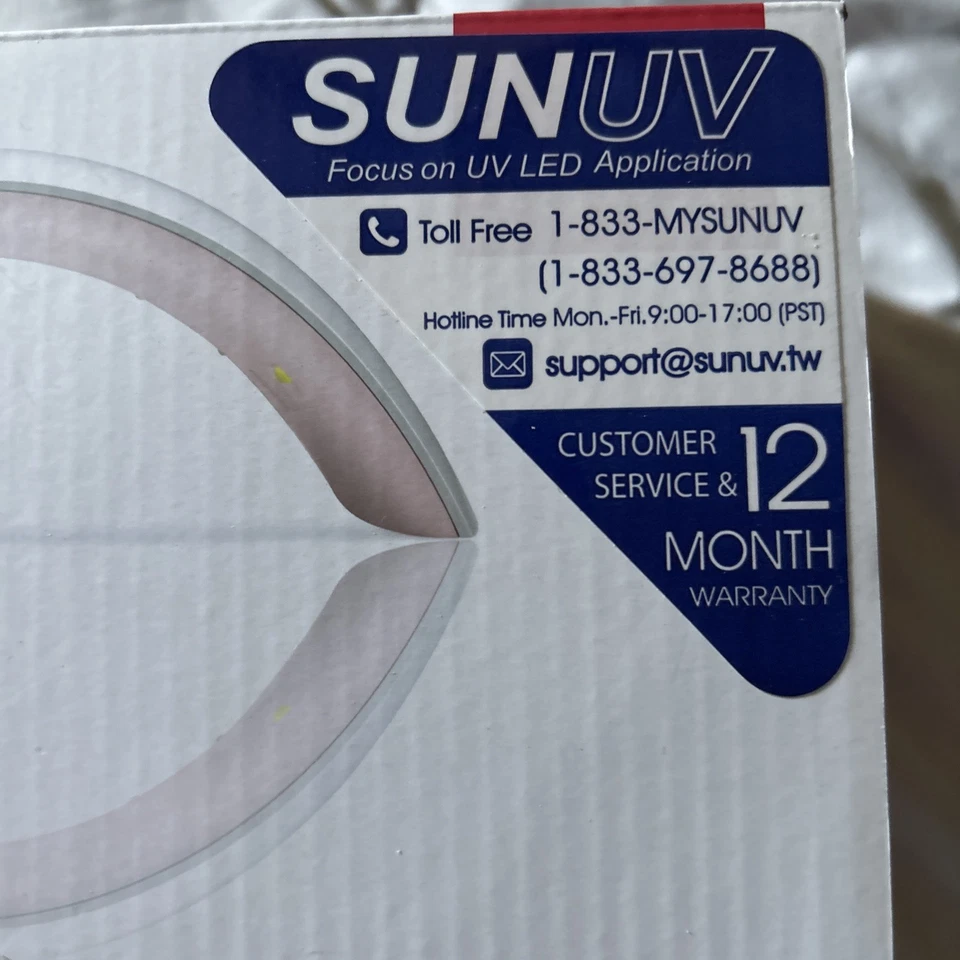 SUNUV
Focus on UV LED Application
Toll Free 1-833-MYSUNUV
(1-833-697-8688)
Hotline Time Mon.-Fri.9:00-17:00 (PST)
support@sunuv.tw
CUSTOMER
SERVICE & 12
MONTH
WARRANTY